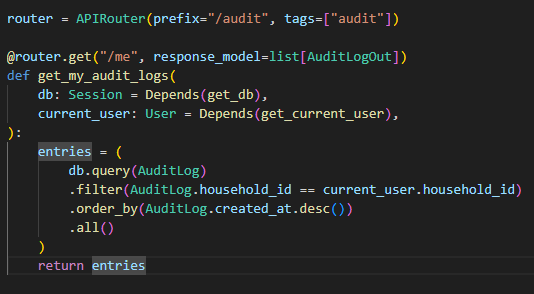 router = APIRouter(prefix="/audit", tags=["audit"])
@router.get("/me", response_model=list[AuditLogOut])
def get_my_audit_logs(
    db: Session = Depends(get_db),
    current_user: User = Depends(get_current_user),
):
    entries = (
        db.query(AuditLog)
        .filter(AuditLog.household_id == current_user.household_id)
        .order_by(AuditLog.created_at.desc())
        .all()
    )
    return entries